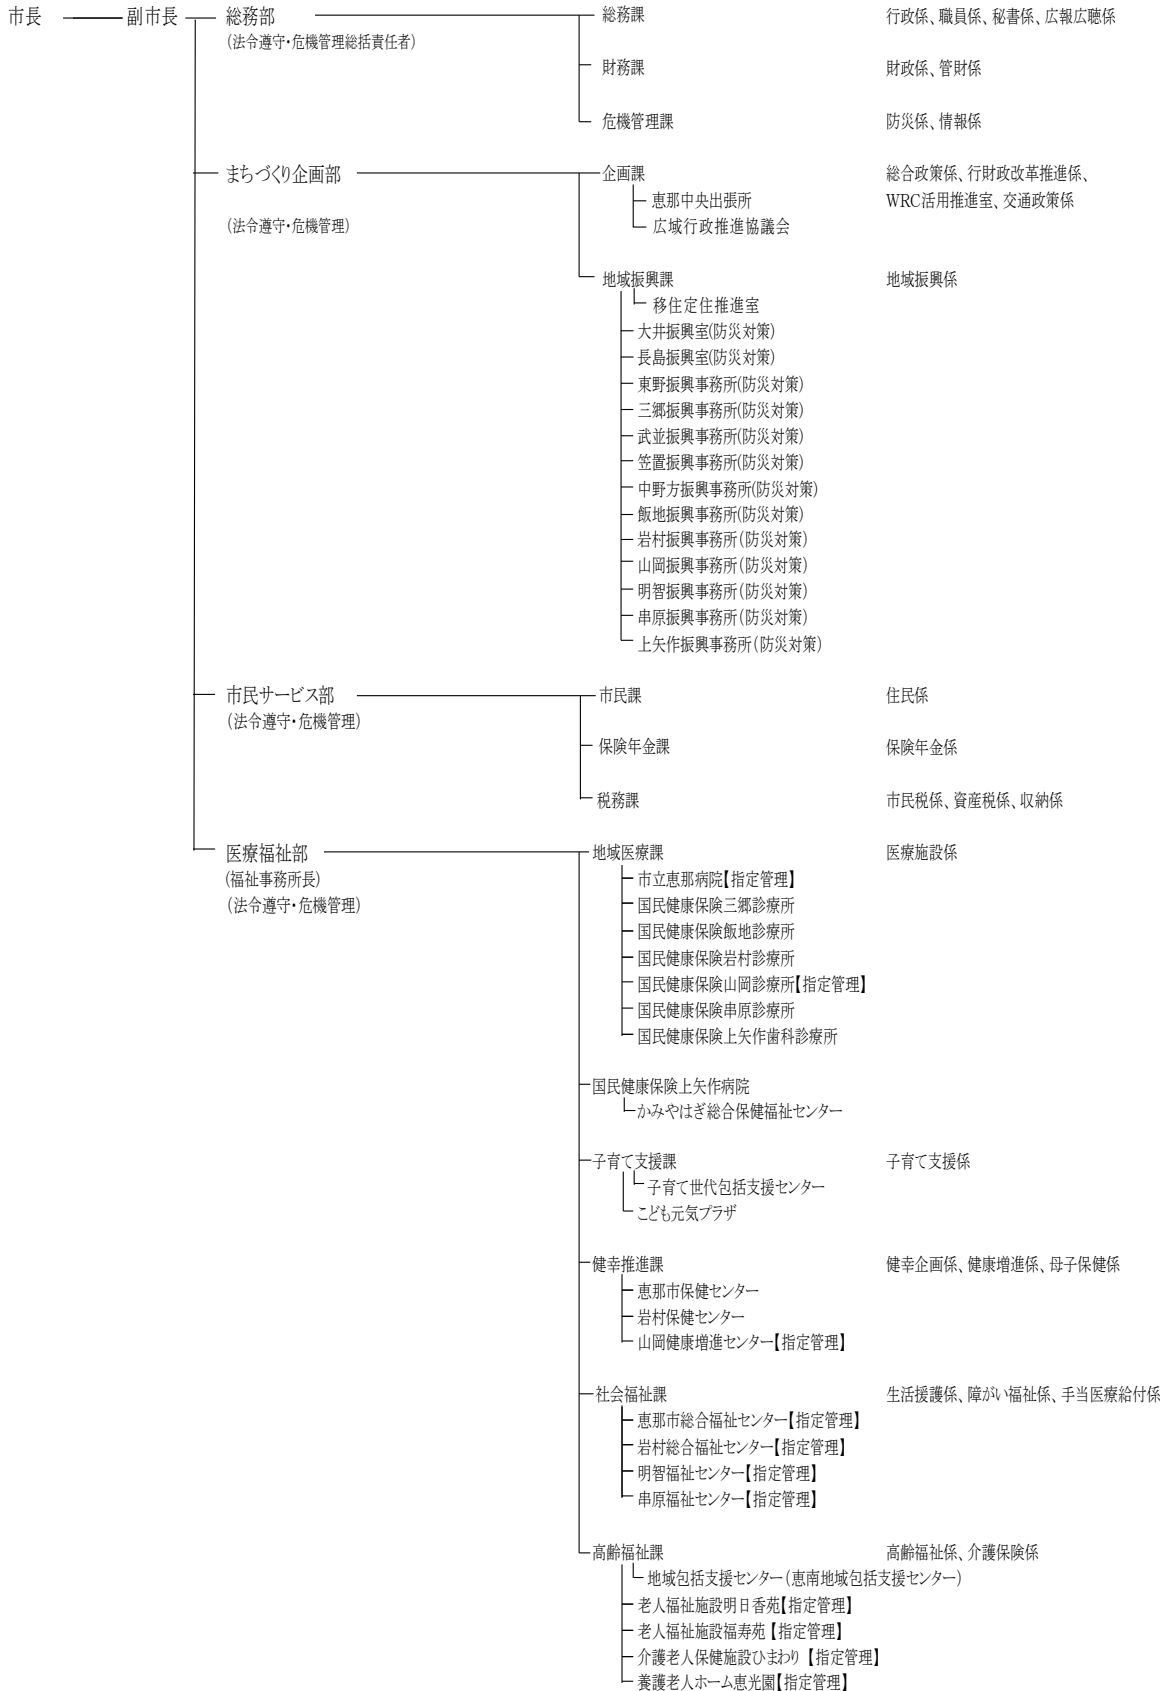 市長 副市長 総務部 総務課 行政係、職員係、秘書係、広報広聴係
(法令遵守・危機管理総括責任者)
財務課 財政係、管財係
危機管理課 防災係、情報係
まちづくり企画部 企画課 総合政策係、行財政改革推進係、
恵那中央出張所 WRC活用推進室、交通政策係
(法令遵守・危機管理) 広域行政推進協議会
地域振興課 地域振興係
移住定住推進室
大井振興室(防災対策)
長島振興室(防災対策)
東野振興事務所(防災対策)
三郷振興事務所(防災対策)
武並振興事務所(防災対策)
笠置振興事務所(防災対策)
中野方振興事務所(防災対策)
飯地振興事務所(防災対策)
岩村振興事務所(防災対策)
山岡振興事務所(防災対策)
明智振興事務所(防災対策)
串原振興事務所(防災対策)
上矢作振興事務所(防災対策)
市民サービス部 市民課 住民係
(法令遵守・危機管理)
保険年金課 保険年金係
税務課 市民税係、資産税係、収納係
医療福祉部 地域医療課 医療施設係
(福祉事務所長) 市立恵那病院【指定管理】
(法令遵守・危機管理) 国民健康保険三郷診療所
国民健康保険飯地診療所
国民健康保険岩村診療所
国民健康保険山岡診療所【指定管理】
国民健康保険串原診療所
国民健康保険上矢作歯科診療所
国民健康保険上矢作病院
かみやはぎ総合保健福祉センター
子育て支援課 子育て支援係
子育て世代包括支援センター
こども元気プラザ
健幸推進課 健幸企画係、健康増進係、母子保健係
恵那市保健センター
岩村保健センター
山岡健康増進センター【指定管理】
社会福祉課 生活援護係、障がい福祉係、手当医療給付係
恵那市総合福祉センター【指定管理】
岩村総合福祉センター【指定管理】
明智福祉センター【指定管理】
串原福祉センター【指定管理】
高齢福祉課 高齢福祉係、介護保険係
地域包括支援センター(恵南地域包括支援センター)
老人福祉施設明日香苑【指定管理】
老人福祉施設福寿苑【指定管理】
介護老人保健施設ひまわり【指定管理】
養護老人ホーム恵光園【指定管理】